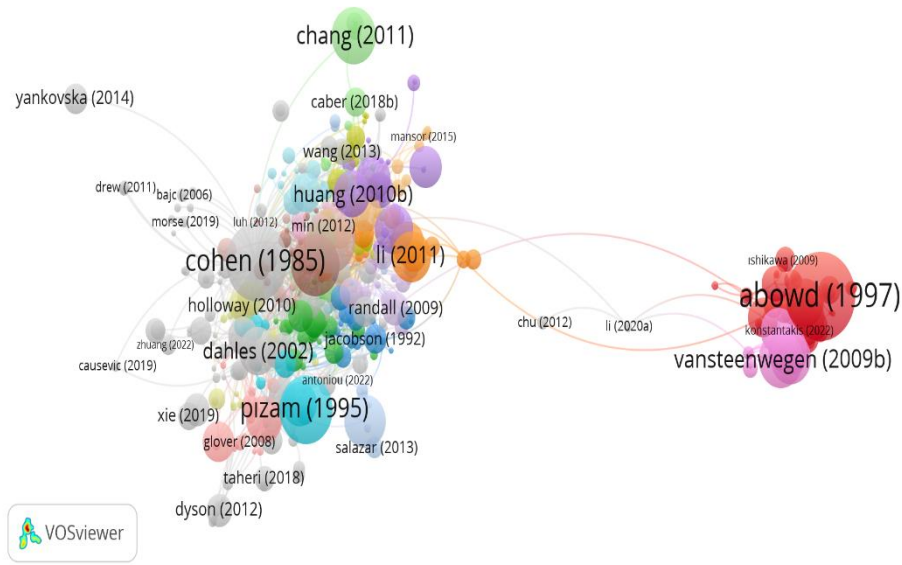 chang (2011)
yankovska (2014)
caber (2018b)
mansor (2015)
wang (2013)
drew (2011)
bajc (2006)
huang (2010b)
morse (2019)
luh (2012)
min (2012)
cohen (1985)
li (2011)
ıshikawa (2009)
abowd (1997)
holloway (2010)
randall (2009)
chu (2012)
li (2020a)
konstantakis (2022)
zhuang (2022)
dahles (2002)
jacobson (1992)
vansteenwegen (2009b)
causevic (2019)
antoniou (2022)
xie (2019)
pızam (1995)
glover (2008)
salazar (2013)
taheri (2018)
dyson (2012)
VOSviewer